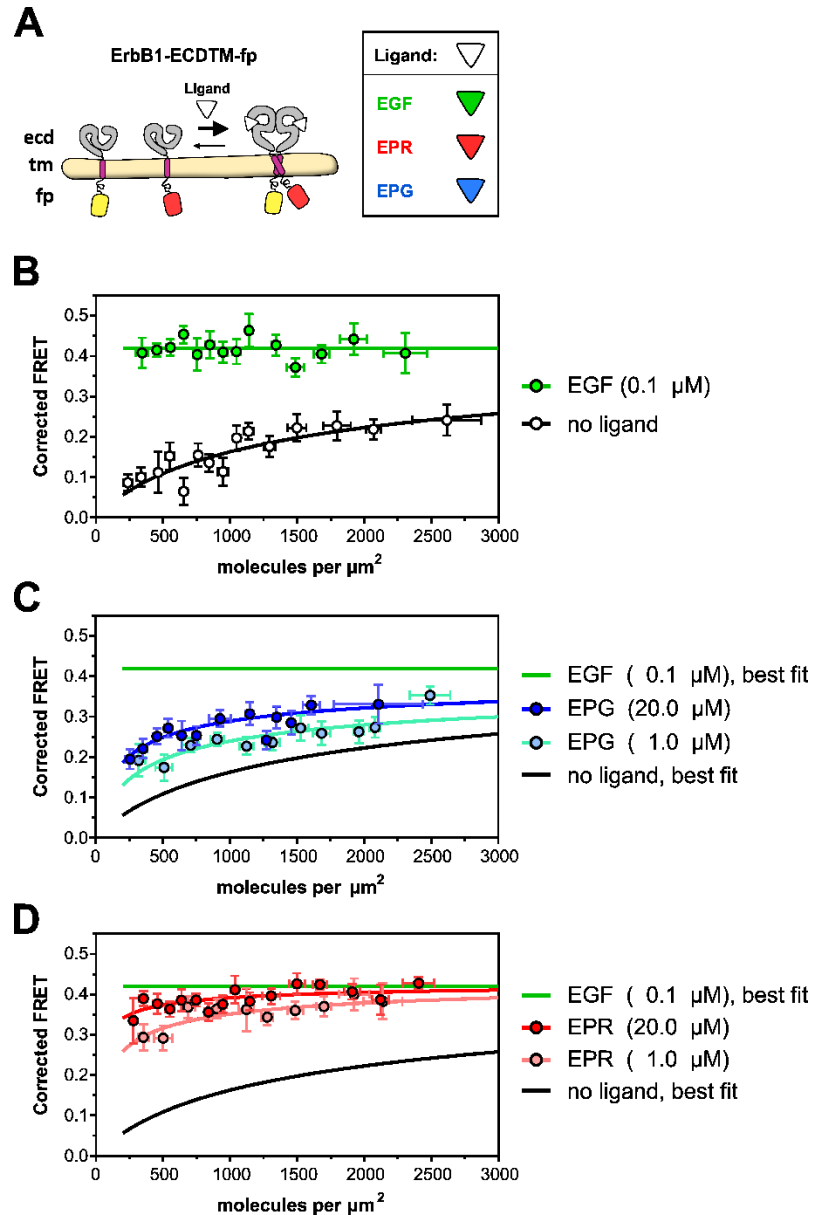 A
ErbB1-ECDTM-fp
Ligand
ecd
tm
fp
Ligand:
EGF
EPR
EPG
B
Corrected FRET
0.5
0.4
0.3
0.2
0.1
0.0
0 500 1000 1500 2000 2500 3000
molecules per µm²
EGF (0.1 µM)
no ligand
C
Corrected FRET
0.5
0.4
0.3
0.2
0.1
0.0
0 500 1000 1500 2000 2500 3000
molecules per µm²
EGF ( 0.1 µM), best fit
EPG (20.0 µM)
EPG ( 1.0 µM)
no ligand, best fit
D
Corrected FRET
0.5
0.4
0.3
0.2
0.1
0.0
0 500 1000 1500 2000 2500 3000
molecules per µm²
EGF ( 0.1 µM), best fit
EPR (20.0 µM)
EPR ( 1.0 µM)
no ligand, best fit